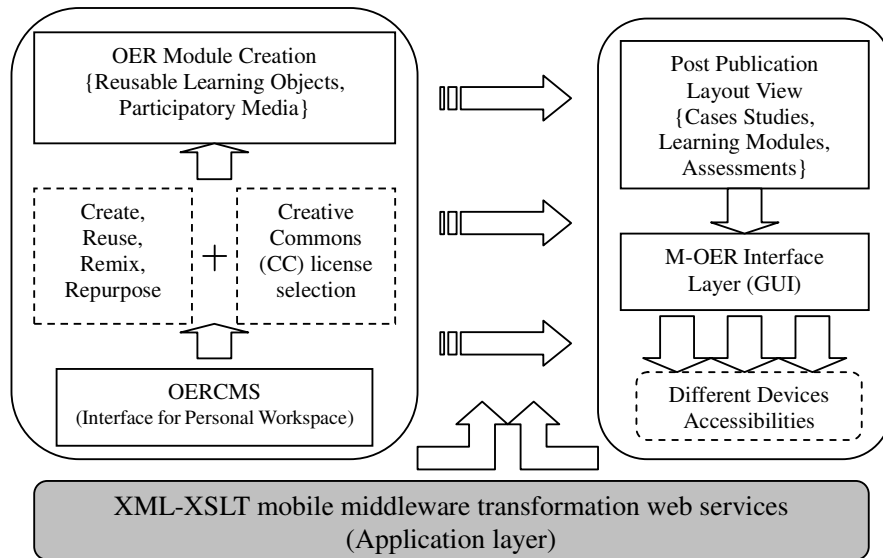 OER Module Creation
{Reusable Learning Objects,
Participatory Media}
Create,
Reuse,
Remix,
Repurpose
+
Creative
Commons
(CC) license
selection
OERCMS
(Interface for Personal Workspace)
Post Publication
Layout View
{Cases Studies,
Learning Modules,
Assessments}
M-OER Interface
Layer (GUI)
Different Devices
Accessibilities
XML-XSLT mobile middleware transformation web services
(Application layer)